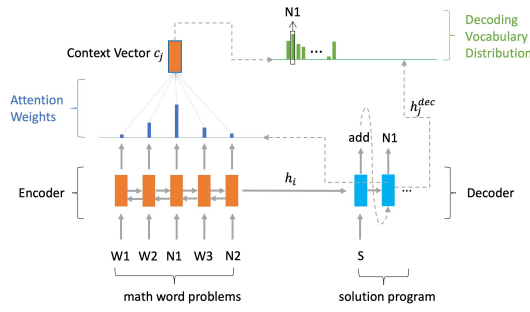 N1
Decoding
Vocabulary
Distribution
Context Vector c_j
...
h_j^{dec}
Attention
Weights
add N1
Encoder
h_i
...
Decoder
W1 W2 N1 W3 N2
S
math word problems
solution program